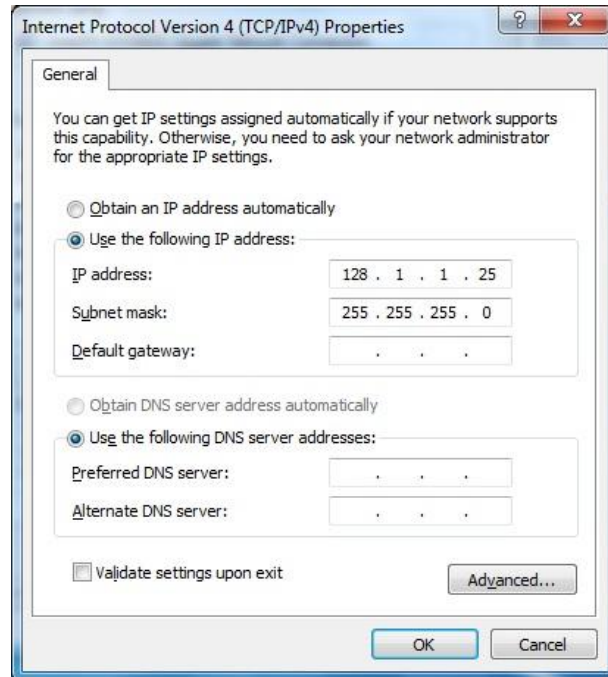 Internet Protocol Version 4 (TCP/IPv4) Properties
?
General
You can get IP settings assigned automatically if your network supports
this capability. Otherwise, you need to ask your network administrator
for the appropriate IP settings.
Obtain an IP address automatically
Use the following IP address:
IP address: 128 . 1 . 1 . 25
Subnet mask: 255 . 255 . 255 . 0
Default gateway: . . .
Obtain DNS server address automatically
Use the following DNS server addresses:
Preferred DNS server: . . .
Alternate DNS server: . . .
Validate settings upon exit
Advanced...
OK Cancel